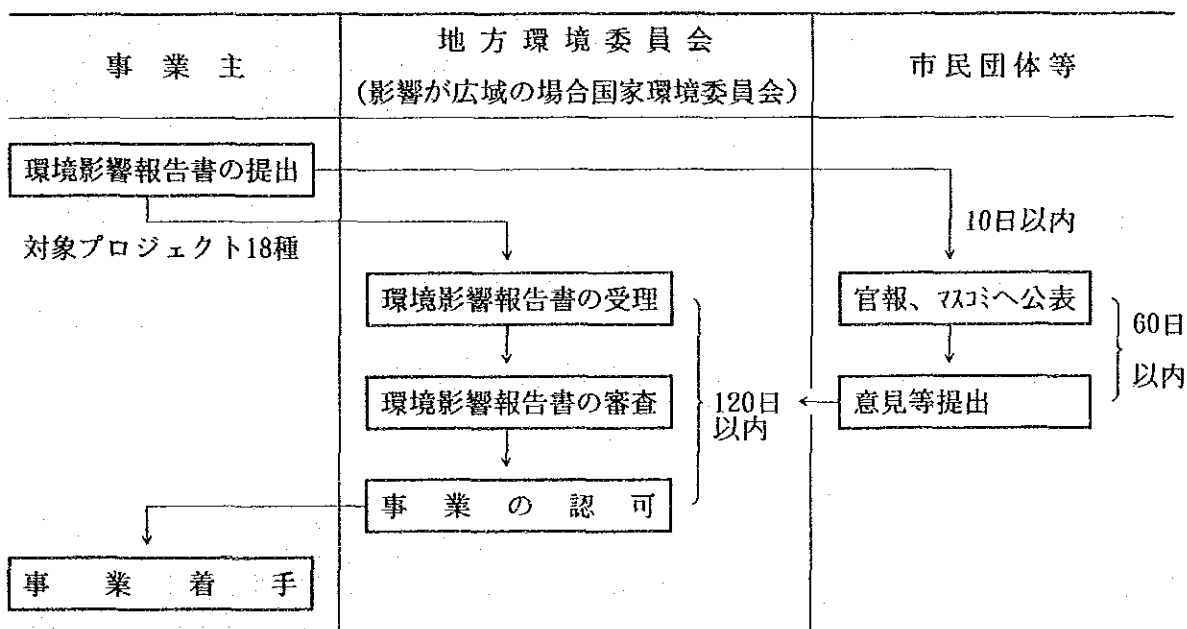 事業主
地方環境委員会
(影響が広域の場合国家環境委員会)
市民団体等
環境影響報告書の提出
対象プロジェクト18種
10日以内
環境影響報告書の受理
官報、マスコミへ公表
60日
以内
環境影響報告書の審査
120日
以内
意見等提出
事業の認可
事業着手